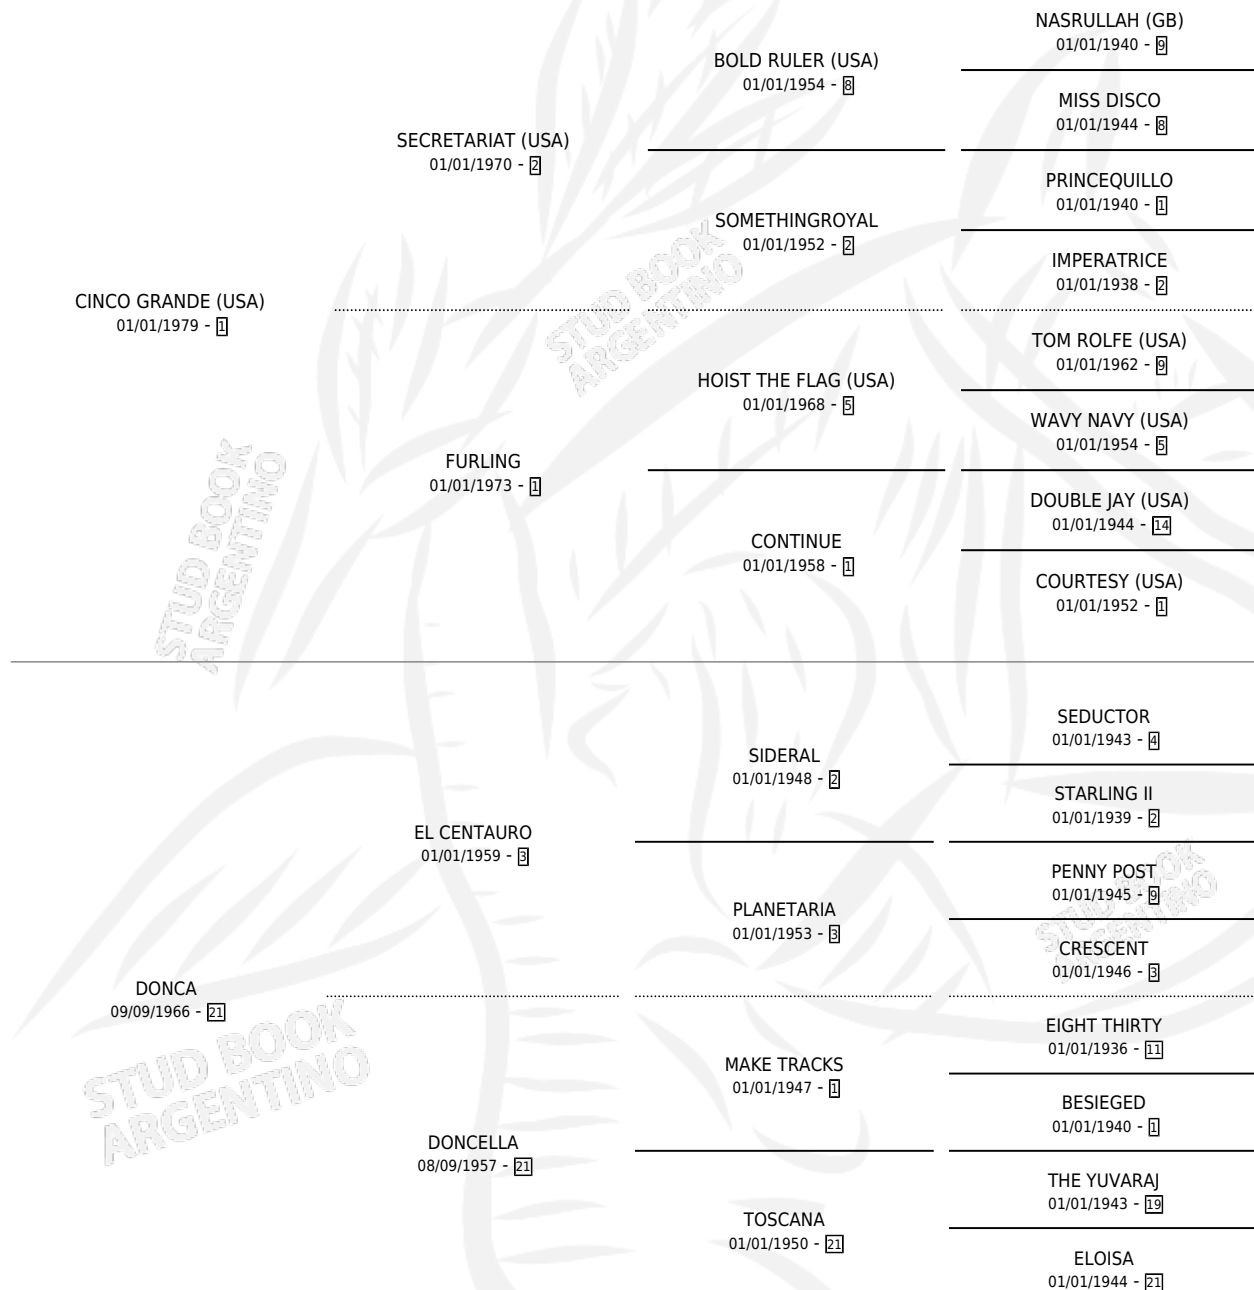 NASRULLAH (GB)
01/01/1940 - 9
BOLD RULER (USA)
01/01/1954 - 8
MISS DISCO
01/01/1944 - 8
SECRETARIAT (USA)
01/01/1970 - 2
PRINCEQUILLO
01/01/1940 - 1
SOMETHINGROYAL
01/01/1952 - 2
IMPERATRICE
01/01/1938 - 2
CINCO GRANDE (USA)
01/01/1979 - 1
TOM ROLFE (USA)
01/01/1962 - 9
HOIST THE FLAG (USA)
01/01/1968 - 5
WAVY NAVY (USA)
01/01/1954 - 5
FURLING
01/01/1973 - 1
DOUBLE JAY (USA)
01/01/1944 - 14
CONTINUE
01/01/1958 - 1
COURTESY (USA)
01/01/1952 - 1
SEDUCTOR
01/01/1943 - 4
SIDERAL
01/01/1948 - 2
STARLING II
01/01/1939 - 2
EL CENTAURO
01/01/1959 - 3
PENNY POST
01/01/1945 - 9
PLANETARIA
01/01/1953 - 3
CRESCENT
01/01/1946 - 3
DONCA
09/09/1966 - 21
EIGHT THIRTY
01/01/1936 - 11
MAKE TRACKS
01/01/1947 - 1
BESIEGED
01/01/1940 - 1
DONCELLA
08/09/1957 - 21
THE YUVARAJ
01/01/1943 - 19
TOSCANA
01/01/1950 - 21
ELOISA
01/01/1944 - 21
STUD BOOK
ARGENTINO
STUD BOOK
ARGENTINO
STUD BOOK
ARGENTINO
STUD BOOK
ARGENTINO